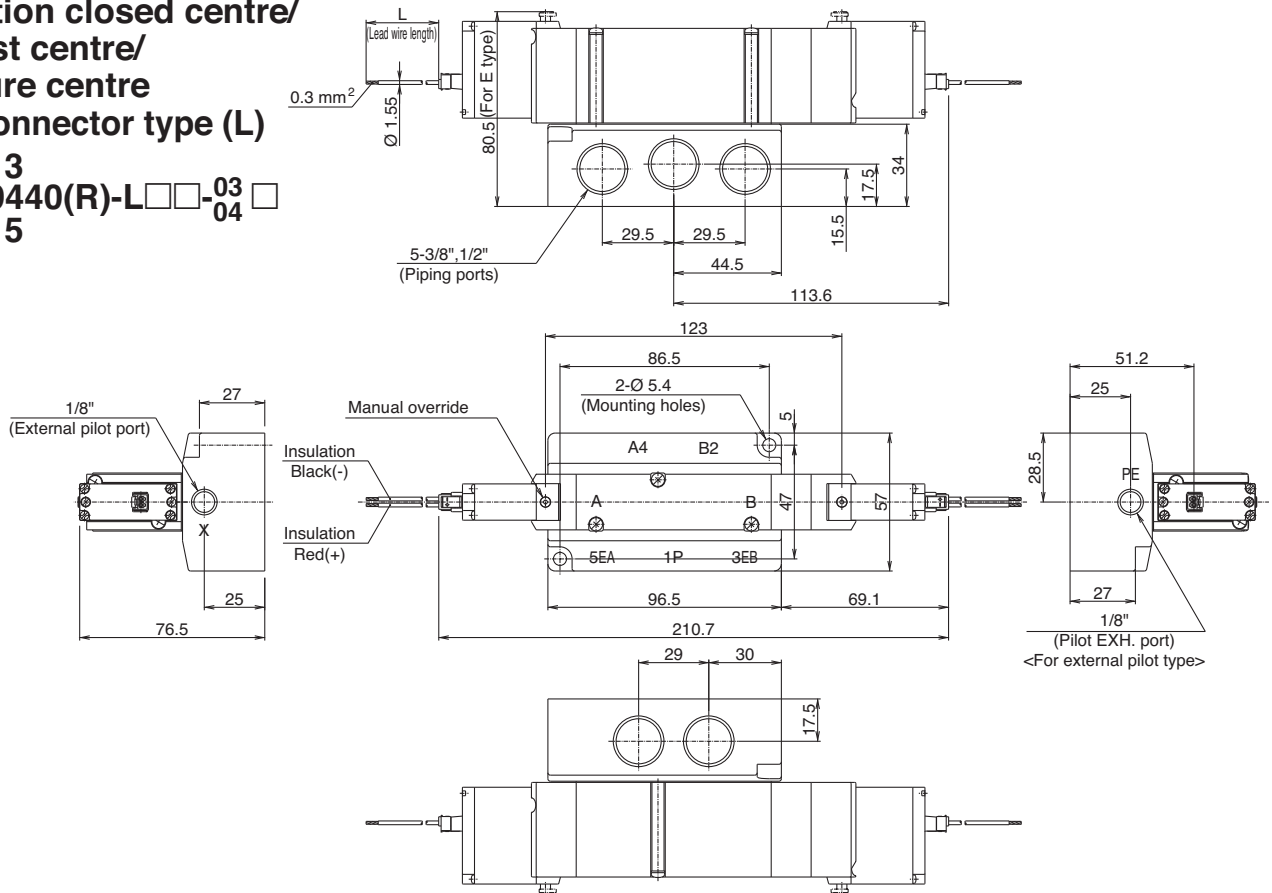 tion closed centre/
st centre/
ure centre
onnector type (L)
3
0440(R)-L□□-03 □
04
5
L
(Lead wire length)
0.3 mm2
Ø 1.55
80.5 (For E type)
34
17.5
15.5
29.5 29.5
5-3/8",1/2"
(Piping ports)
44.5
113.6
123
86.5
2-Ø 5.4
(Mounting holes)
5
51.2
25
27
1/8"
(External pilot port)
Manual override
A4 B2
28.5
PE
Insulation
Black(-)
A B
47
57
X
Insulation
Red(+)
5EA 1P 3EB
25
76.5
96.5 69.1
210.7
27
1/8"
(Pilot EXH. port)
<For external pilot type>
29 30
17.5